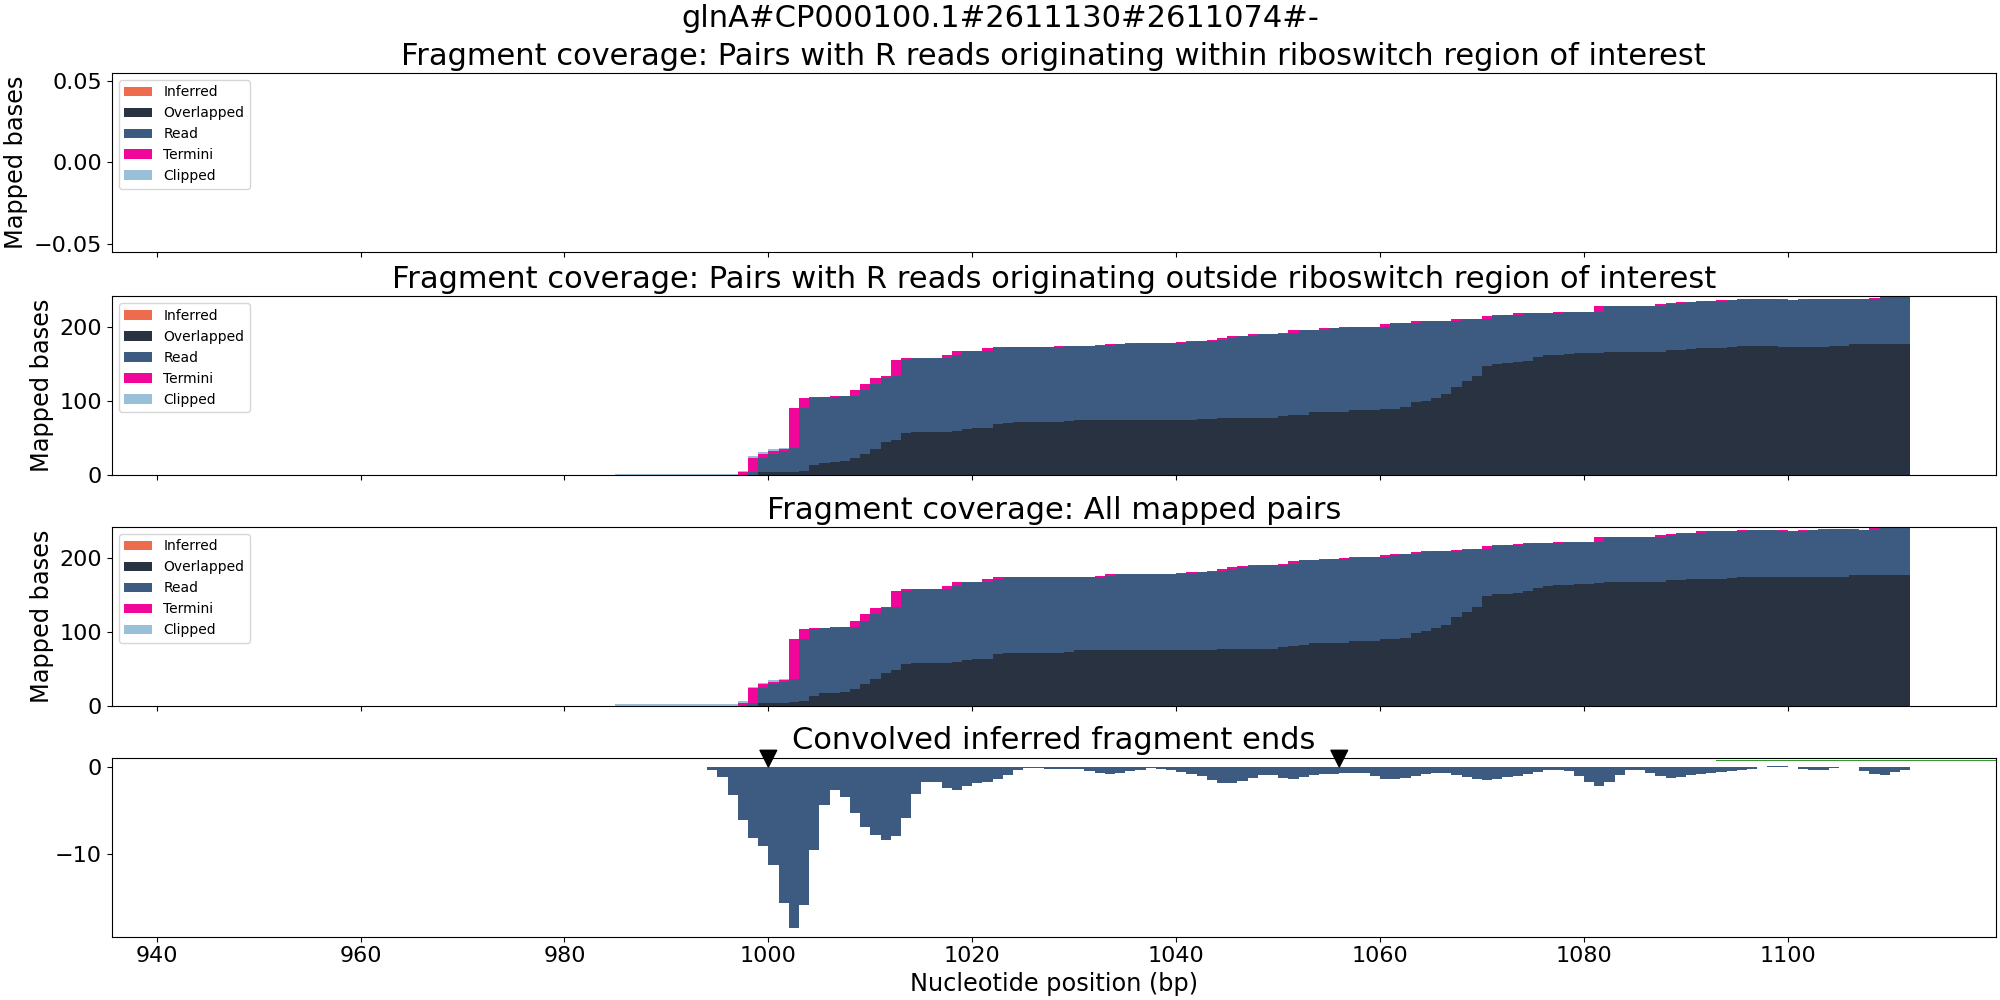 glnA#CP000100.1#2611130#2611074#-
Fragment coverage: Pairs with R reads originating within riboswitch region of interest
Mapped bases
0.05
0.00
−0.05
Inferred
Overlapped
Read
Termini
Clipped
Fragment coverage: Pairs with R reads originating outside riboswitch region of interest
Mapped bases
200
100
0
Inferred
Overlapped
Read
Termini
Clipped
Fragment coverage: All mapped pairs
Mapped bases
200
100
0
Inferred
Overlapped
Read
Termini
Clipped
Convolved inferred fragment ends
0
−10
940 960 980 1000 1020 1040 1060 1080 1100
Nucleotide position (bp)